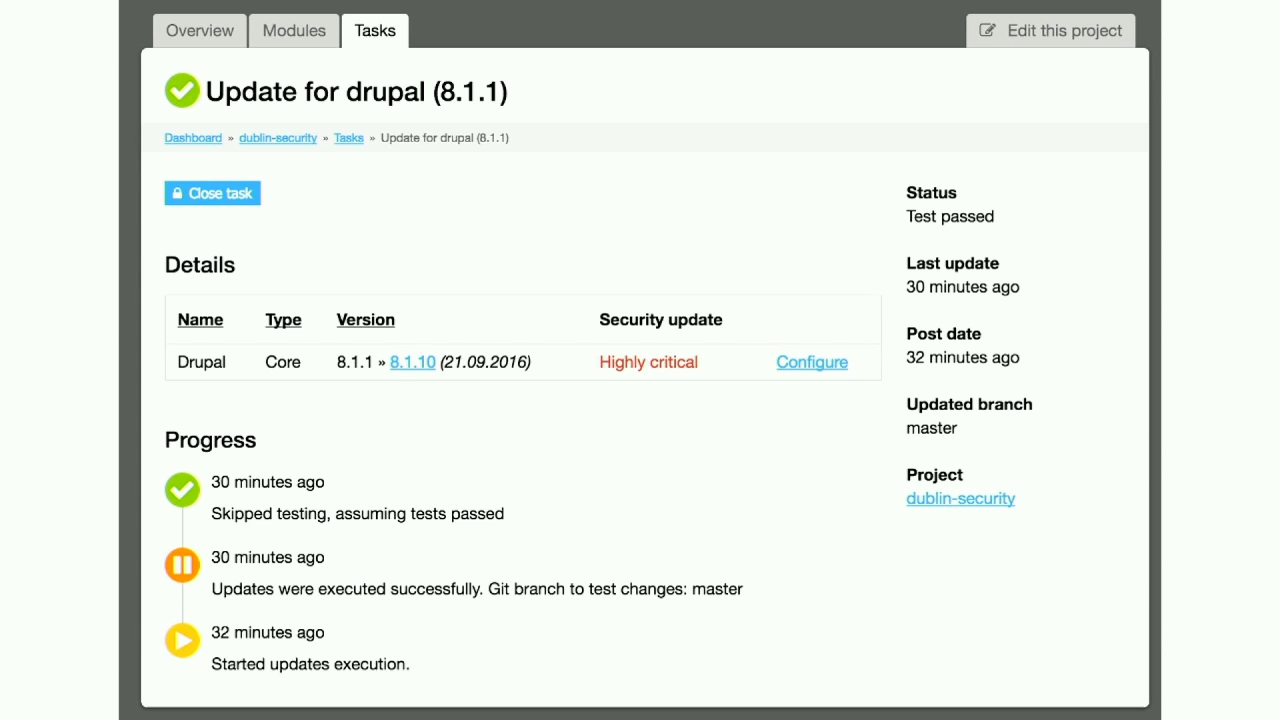 Overview Modules Tasks Edit this project
Update for drupal (8.1.1)
Dashboard » dublin-security » Tasks » Update for drupal (8.1.1)
Close task
Details
Name Type Version Security update
Drupal Core 8.1.1 » 8.1.10 (21.09.2016) Highly critical Configure
Progress
30 minutes ago
Skipped testing, assuming tests passed
30 minutes ago
Updates were executed successfully. Git branch to test changes: master
32 minutes ago
Started updates execution.
Status
Test passed
Last update
30 minutes ago
Post date
32 minutes ago
Updated branch
master
Project
dublin-security